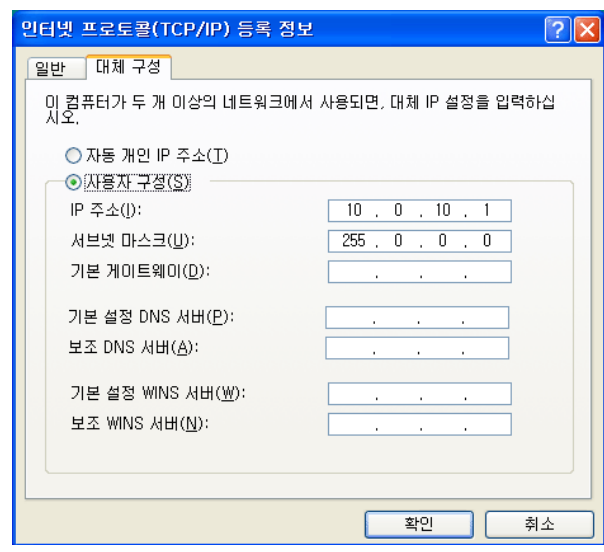 인터넷 프로토콜(TCP/IP) 등록 정보
일반
대체 구성
이 컴퓨터가 두 개 이상의 네트워크에서 사용되면, 대체 IP 설정을 입력하십
시오.
자동 개인 IP 주소(T)
사용자 구성(S)
IP 주소(I): 10 . 0 . 10 . 1
서브넷 마스크(U): 255 . 0 . 0 . 0
기본 게이트웨이(D): . . .
기본 설정 DNS 서버(P): . . .
보조 DNS 서버(A): . . .
기본 설정 WINS 서버(W): . . .
보조 WINS 서버(N): . . .
확인
취소